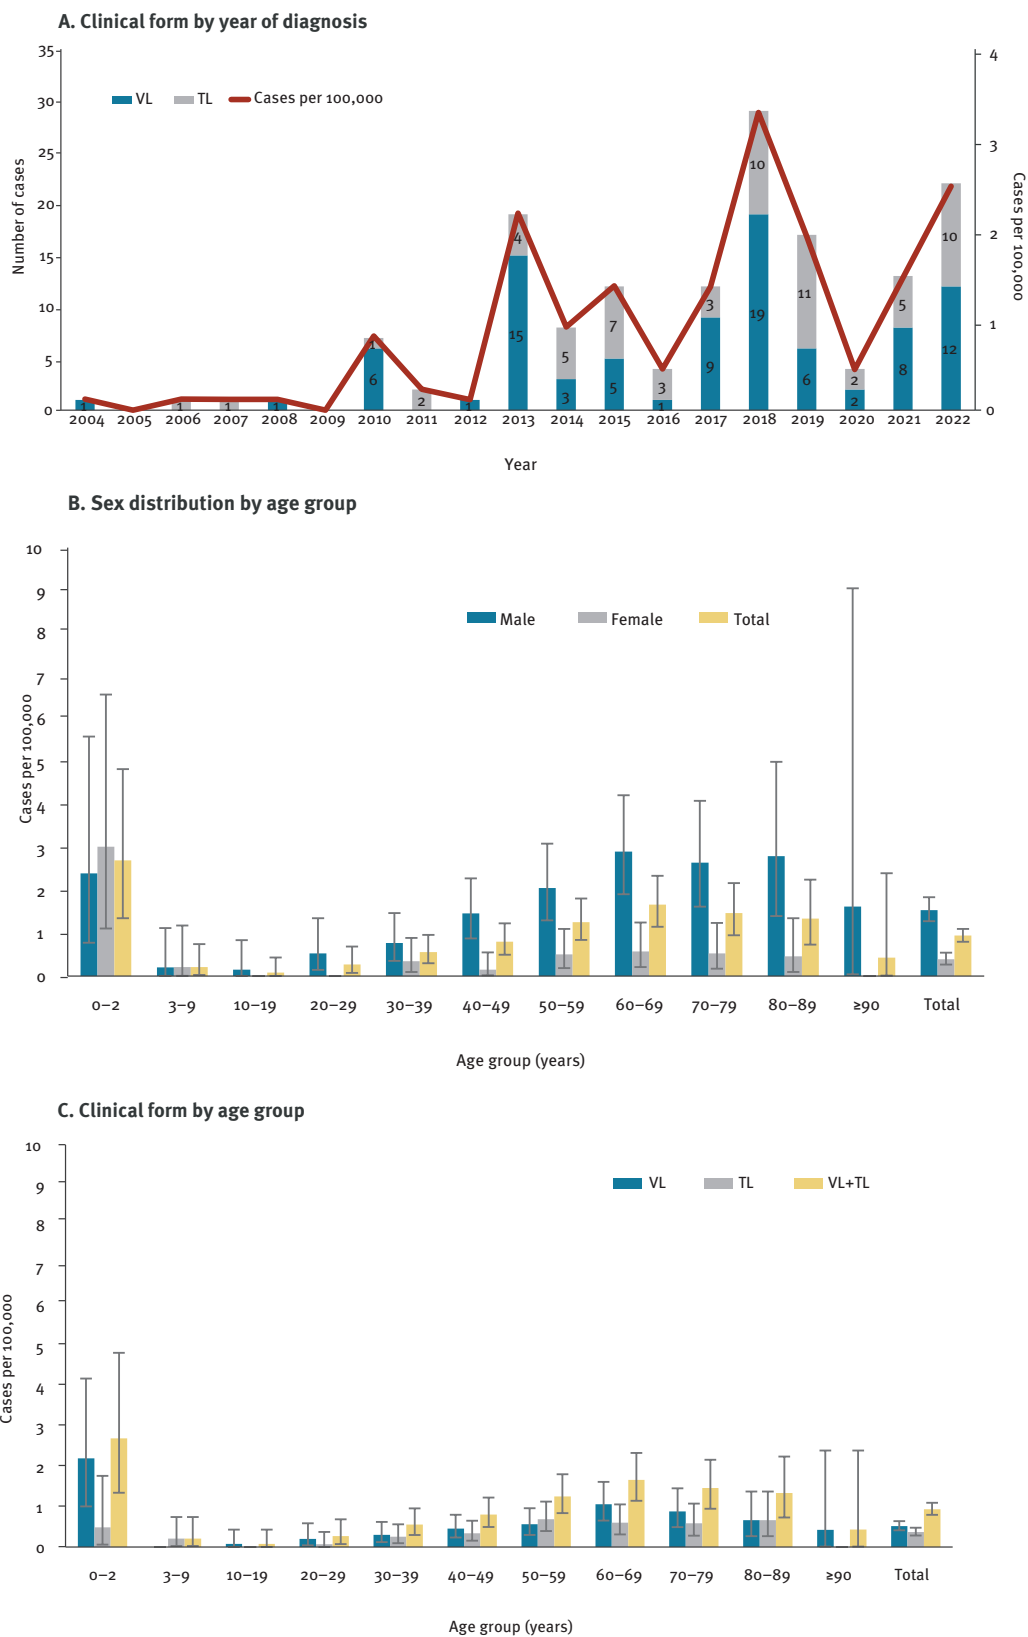 A. Clinical form by year of diagnosis
35
30
25
20
15
10
5
0
Number of cases
4
3
2
1
0
Cases per 100,000
VL TL Cases per 100,000
1 1 1 1 6 1 2 1 15 4 3 5 5 7 1 3 9 3 19 10 6 11 2 2 8 5 12 10
2004 2005 2006 2007 2008 2009 2010 2011 2012 2013 2014 2015 2016 2017 2018 2019 2020 2021 2022
Year
B. Sex distribution by age group
10
9
8
7
6
5
4
3
2
1
0
Cases per 100,000
Male Female Total
0–2 3–9 10–19 20–29 30–39 40–49 50–59 60–69 70–79 80–89 ≥90 Total
Age group (years)
C. Clinical form by age group
10
9
8
7
6
5
4
3
2
1
0
Cases per 100,000
VL TL VL+TL
0–2 3–9 10–19 20–29 30–39 40–49 50–59 60–69 70–79 80–89 ≥90 Total
Age group (years)